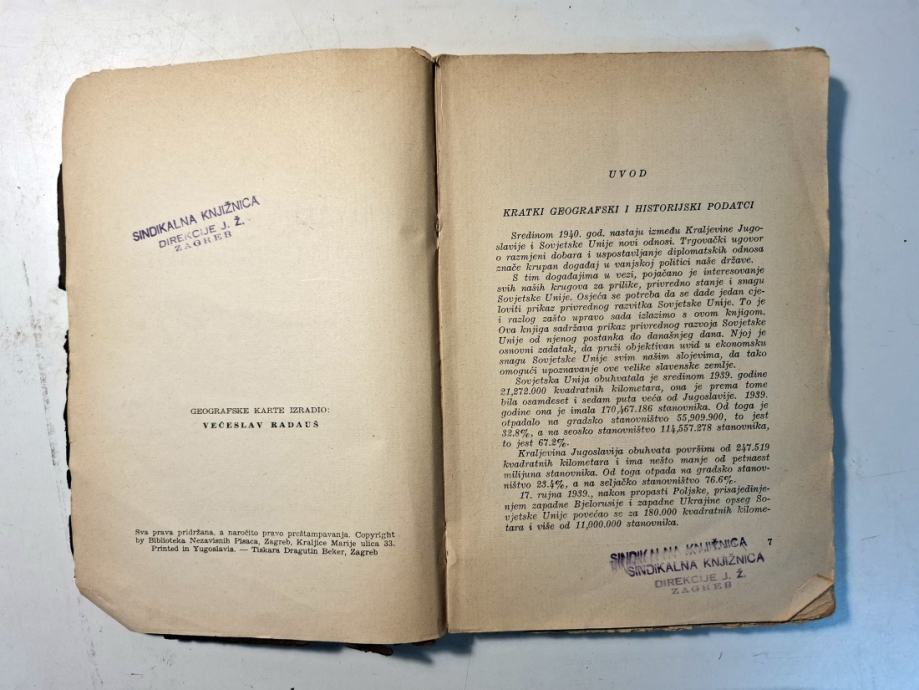 SINDIKALNA KNJIŽNICA
DIREKCIJE J. Ž.
ZAGREB
GEOGRAFSKE KARTE IZRADIO:
VEĆESLAV RADAUŠ
Sva prava pridržana, a naročito pravo preštampavanja. Copyright
by Biblioteka Nezavisnih Pisaca, Zagreb, Kraljice Marije ulica 33.
Printed in Yugoslavia. — Tiskara Dragutin Beker, Zagreb
UVOD
KRATKI GEOGRAFSKI I HISTORIJSKI PODATCI
Sredinom 1940. god. nastaju između Kraljevine Jugo-
slavije i Sovjetske Unije novi odnosi. Trgovački ugovor
o razmjeni dobara i uspostavljanje diplomatskih odnosa
znače krupan događaj u vanjskoj politici naše države.
S tim događajima u vezi, pojačano je interesovanje
svih naših krugova za prilike, privredno stanje i snagu
Sovjetske Unije. Osjeća se potreba da se dade jedan cje-
loviti prikaz privrednog razvitka Sovjetske Unije. To je
i razlog zašto upravo sada izlazimo s ovom knjigom.
Ova knjiga sadržava prikaz privrednog razvoja Sovjetske
Unije od njenog postanka do današnjeg dana. Njoj je
osnovni zadatak, da pruži objektivan uvid u ekonomsku
snagu Sovjetske Unije svim našim slojevima, da tako
omogući upoznavanje ove velike slavenske zemlje.
Sovjetska Unija obuhvatala je sredinom 1939. godine
21,272.000 kvadratnih kilometara, ona je prema tome
bila osamdeset i sedam puta veća od Jugoslavije. 1939.
godine ona je imala 170,467.186 stanovnika. Od toga je
otpadalo na gradsko stanovništvo 55,909.900, to jest
32.8%, a na seosko stanovništvo 114,557.278 stanovnika,
to jest 67.2%.
Kraljevina Jugoslavija obuhvata površinu od 247.519
kvadratnih kilometara i ima nešto manje od petnaest
milijuna stanovnika. Od toga otpada na gradsko stanov-
ništvo 23.4%, a na seljačko stanovništvo 76.6%.
17. rujna 1939., nakon propasti Poljske, prisajedinje-
njem zapadne Bjelorusije i zapadne Ukrajine opseg So-
vjetske Unije povećao se za 180.000 kvadratnih kilome-
tara i više od 11,000.000 stanovnika.
7
SINDIKALNA KNJIŽNICA
SINDIKALNA KNJIŽNICA
DIREKCIJE J. Ž.
ZAGREB